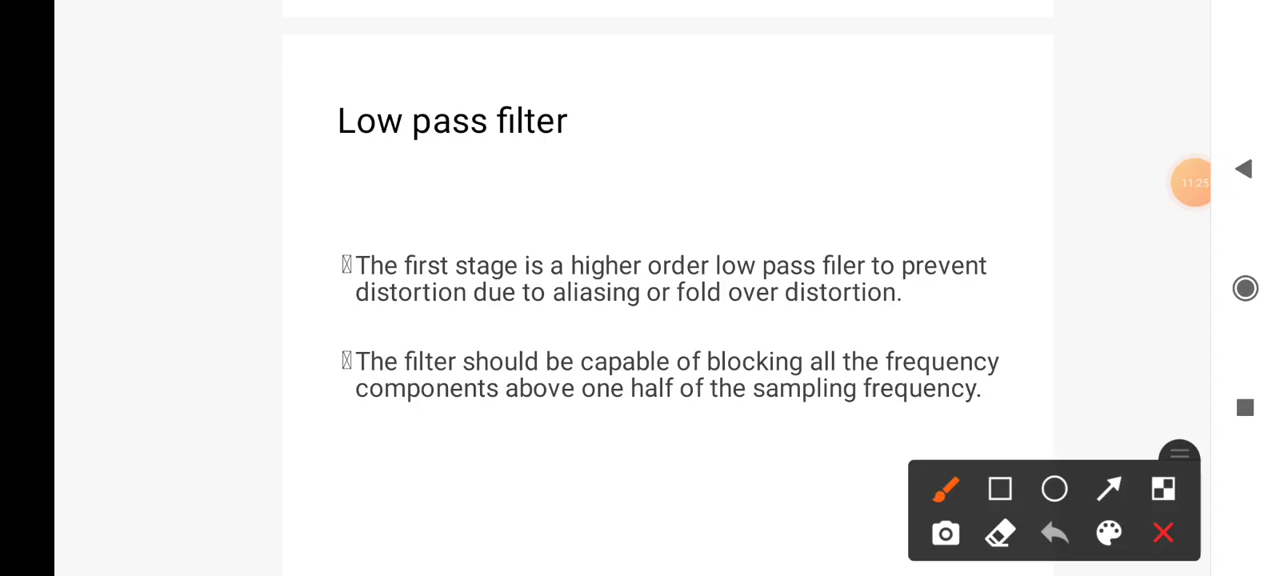 Low pass filter
The first stage is a higher order low pass filer to prevent
distortion due to aliasing or fold over distortion.
The filter should be capable of blocking all the frequency
components above one half of the sampling frequency.
11:25